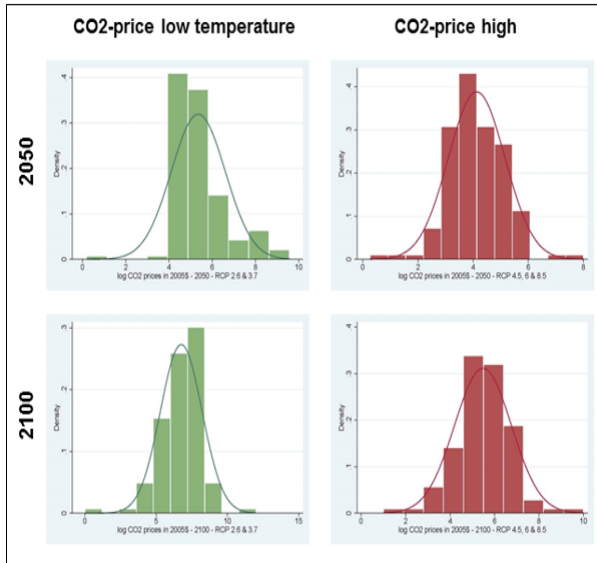 CO2-price low temperature
CO2-price high
2050
Density
0 .1 .2 .3 .4
0 2 4 6 8 10
log CO2 prices in 2005$ - 2050 - RCP 2.6 & 3.7
Density
0 .1 .2 .3 .4
0 2 4 6 8
log CO2 prices in 2005$ - 2050 - RCP 4.5, 6 & 8.5
2100
Density
0 .1 .2 .3
0 5 10 15
log CO2 prices in 2005$ - 2100 - RCP 2.6 & 3.7
Density
0 .1 .2 .3 .4
0 2 4 6 8 10
log CO2 prices in 2005$ - 2100 - RCP 4.5, 6 & 8.5